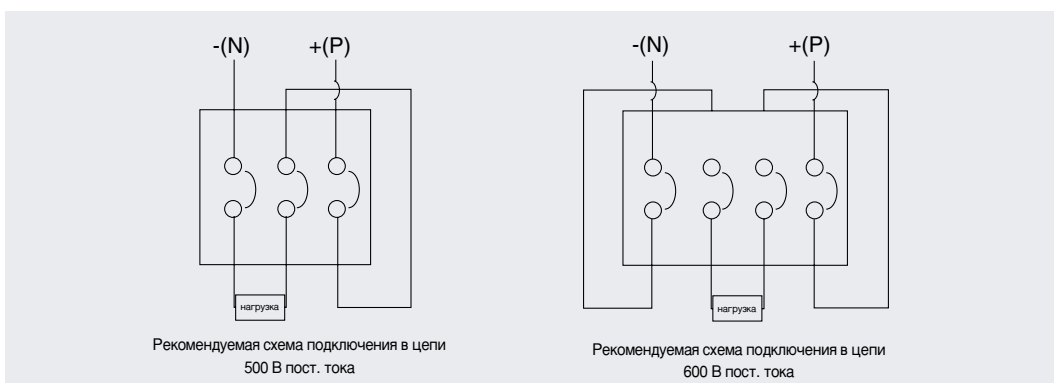 -(N) +(P)
нагрузка
Рекомендуемая схема подключения в цепи
500 В пост. тока
-(N) +(P)
нагрузка
Рекомендуемая схема подключения в цепи
600 В пост. тока